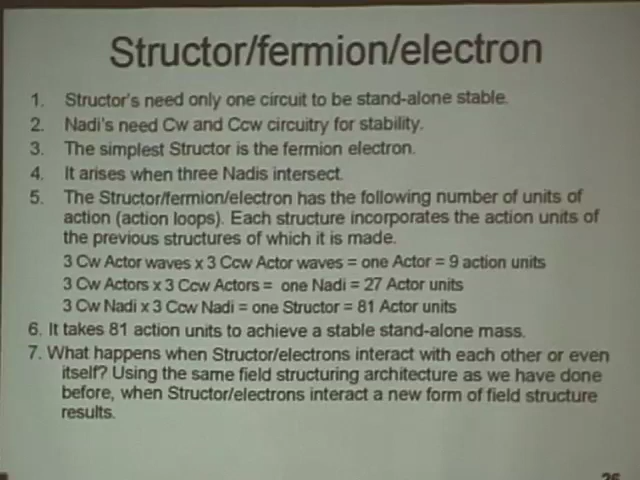 Structor/fermion/electron
1. Structor's need only one circuit to be stand-alone stable.
2. Nadi's need Cw and Ccw circuitry for stability.
3. The simplest Structor is the fermion electron.
4. It arises when three Nadis intersect.
5. The Structor/fermion/electron has the following number of units of
action (action loops). Each structure incorporates the action units of
the previous structures of which it is made.
3 Cw Actor waves x 3 Ccw Actor waves = one Actor = 9 action units
3 Cw Actors x 3 Ccw Actors = one Nadi = 27 Actor units
3 Cw Nadi x 3 Ccw Nadi = one Structor = 81 Actor units
6. It takes 81 action units to achieve a stable stand-alone mass.
7. What happens when Structor/electrons interact with each other or even
itself? Using the same field structuring architecture as we have done
before, when Structor/electrons interact a new form of field structure
results.